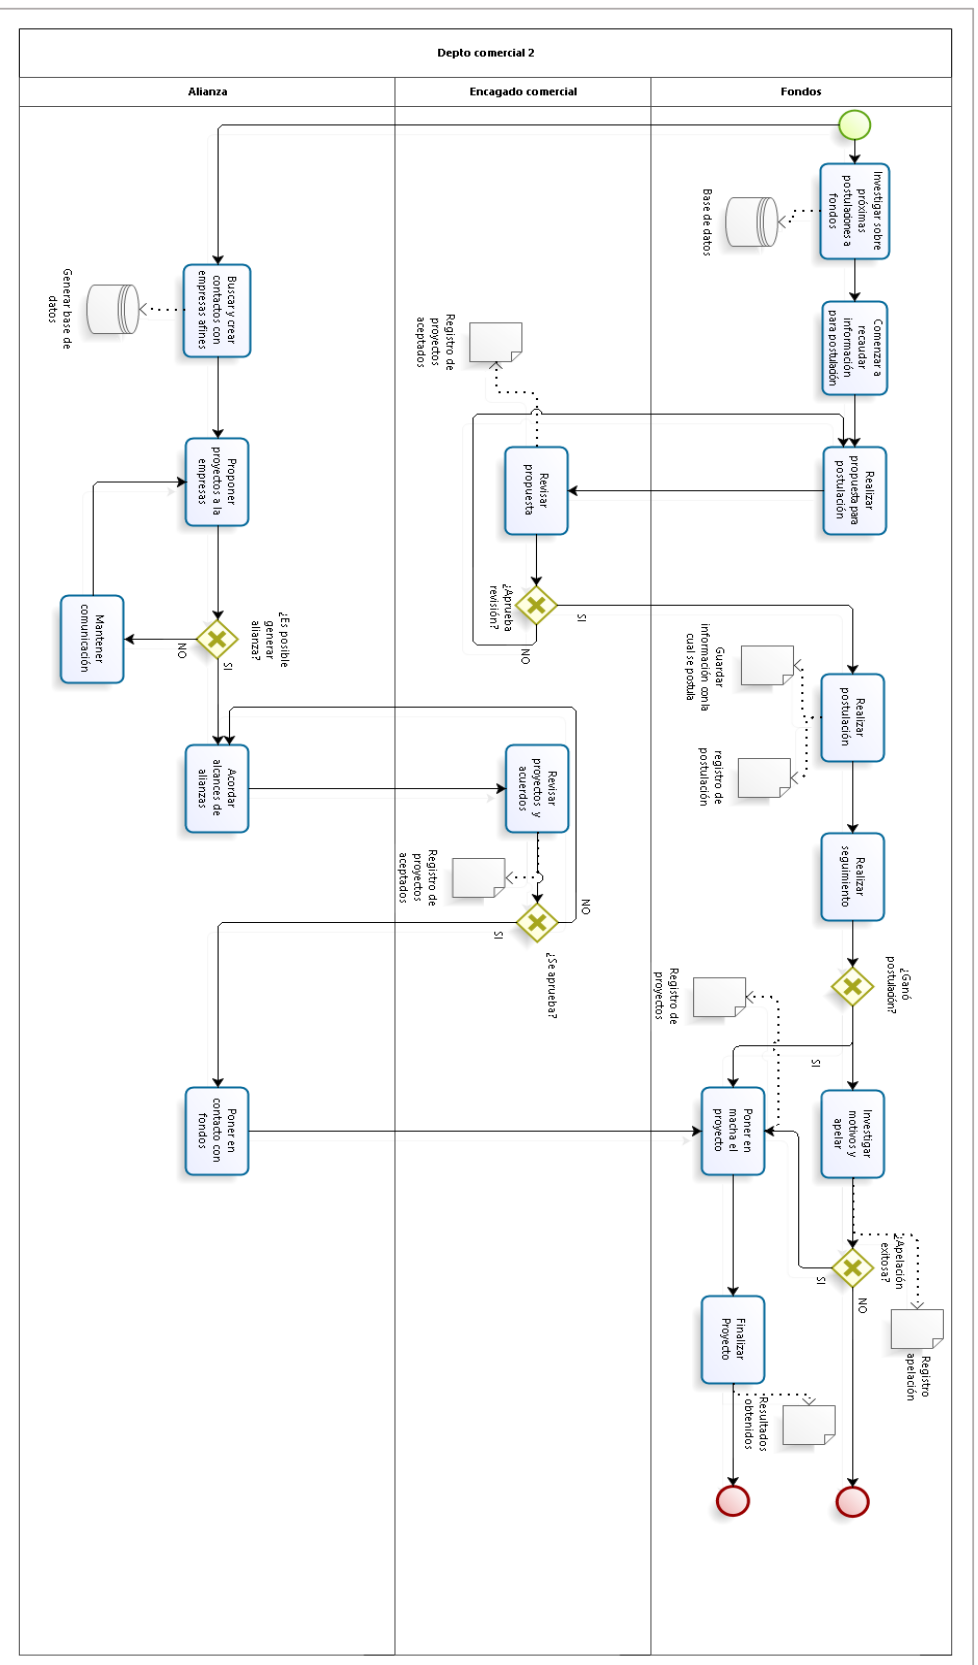 Depto comercial 2
Alianza
Encagado comercial
Fondos
Investigar sobre
próximas
postulaciones a
fondos
Base de datos
Comenzar a
recaudar
información
para postulación
Realizar
propuesta para
postulación
Revisar
propuesta
Registro de
proyectos
aceptados
¿Aprueba
revisión?
SI
NO
Buscar y crear
contactos con
empresas afines
Generar base de
datos
Proponer
proyectos a la
empresas
¿Es posible
generar
alianza?
NO
SI
Mantener
comunicación
Acordar
alcances de
alianzas
Revisar
proyectos y
acuerdos
Registro de
proyectos
aceptados
¿Se aprueba?
NO
SI
Poner en
contacto con
fondos
Realizar
postulación
Guardar
información con la
cual se postula
registro de
postulación
Realizar
seguimiento
¿Ganó
postulación?
SI
Registro de
proyectos
Poner en
macha el
proyecto
Investigar
motivos y
apelar
¿Apelación
exitosa?
SI
NO
Registro
apelación
Finalizar
Proyecto
Resultados
obtenidos